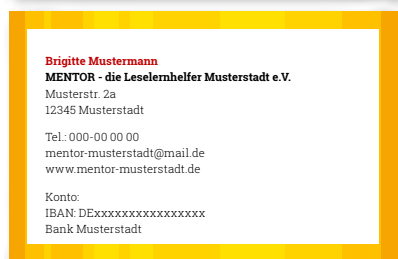 Brigitte Mustermann
MENTOR - die Leselernhelfer Musterstadt e.V.
Musterstr. 2a
12345 Musterstadt
Tel.: 000-00 00 00
mentor-musterstadt@mail.de
www.mentor-musterstadt.de
Konto:
IBAN: DExxxxxxxxxxxxxxxx
Bank Musterstadt